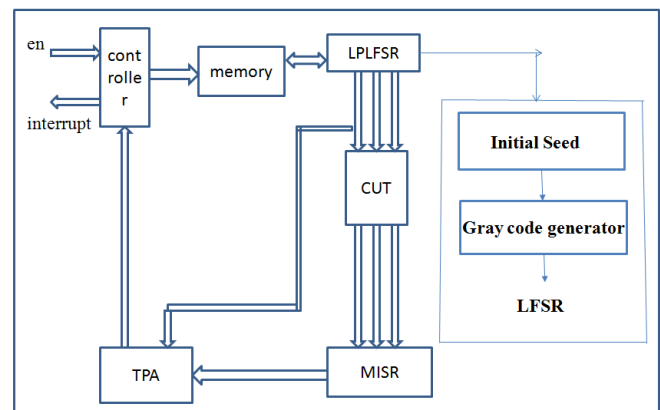 en
interrupt
cont
rolle
r
memory
LPLFSR
CUT
TPA
MISR
Initial Seed
Gray code generator
LFSR